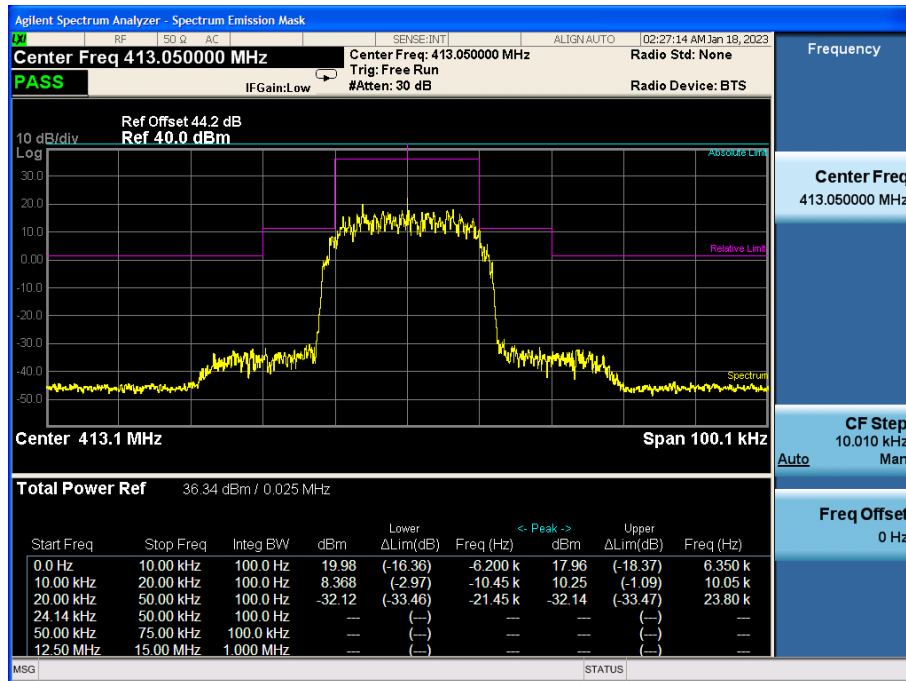 Agilent Spectrum Analyzer - Spectrum Emission Mask
LXI RF 50 Ω AC SENSE:INT ALIGN AUTO 02:27:14 AM Jan 18, 2023
Center Freq 413.050000 MHz Center Freq: 413.050000 MHz Radio Std: None
Trig: Free Run
PASS IFGain:Low #Atten: 30 dB Radio Device: BTS
Frequency
Ref Offset 44.2 dB
10 dB/div Ref 40.0 dBm
Log
Absolute Limit
30.0
20.0
10.0
Relative Limit
0.00
-10.0
-20.0
-30.0
-40.0
Spectrum
-50.0
Center 413.1 MHz Span 100.1 kHz
Center Freq
413.050000 MHz
CF Step
10.010 kHz
Auto Man
Freq Offset
0 Hz
Total Power Ref 36.34 dBm / 0.025 MHz
Lower <- Peak -> Upper
Start Freq Stop Freq Integ BW dBm ΔLim(dB) Freq (Hz) dBm ΔLim(dB) Freq (Hz)
0.0 Hz 10.00 kHz 100.0 Hz 19.98 (-16.36) -6.200 k 17.96 (-18.37) 6.350 k
10.00 kHz 20.00 kHz 100.0 Hz 8.368 (-2.97) -10.45 k 10.25 (-1.09) 10.05 k
20.00 kHz 50.00 kHz 100.0 Hz -32.12 (-33.46) -21.45 k -32.14 (-33.47) 23.80 k
24.14 kHz 50.00 kHz 100.0 Hz --- (---) --- --- (---) ---
50.00 kHz 75.00 kHz 100.0 kHz --- (---) --- --- (---) ---
12.50 MHz 15.00 MHz 1.000 MHz --- (---) --- --- (---) ---
MSG STATUS